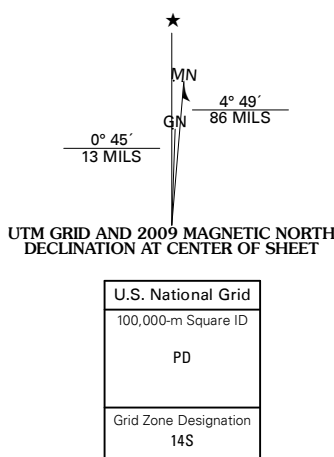 ★
MN
4° 49´
86 MILS
GN
0° 45´
13 MILS
UTM GRID AND 2009 MAGNETIC NORTH
DECLINATION AT CENTER OF SHEET
U.S. National Grid
100,000-m Square ID
PD
Grid Zone Designation
14S